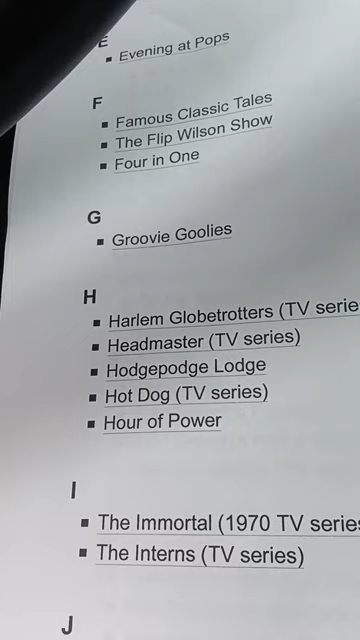 E
▪ Evening at Pops
F
▪ Famous Classic Tales
▪ The Flip Wilson Show
▪ Four in One
G
▪ Groovie Goolies
H
▪ Harlem Globetrotters (TV serie
▪ Headmaster (TV series)
▪ Hodgepodge Lodge
▪ Hot Dog (TV series)
▪ Hour of Power
I
▪ The Immortal (1970 TV series
▪ The Interns (TV series)
J